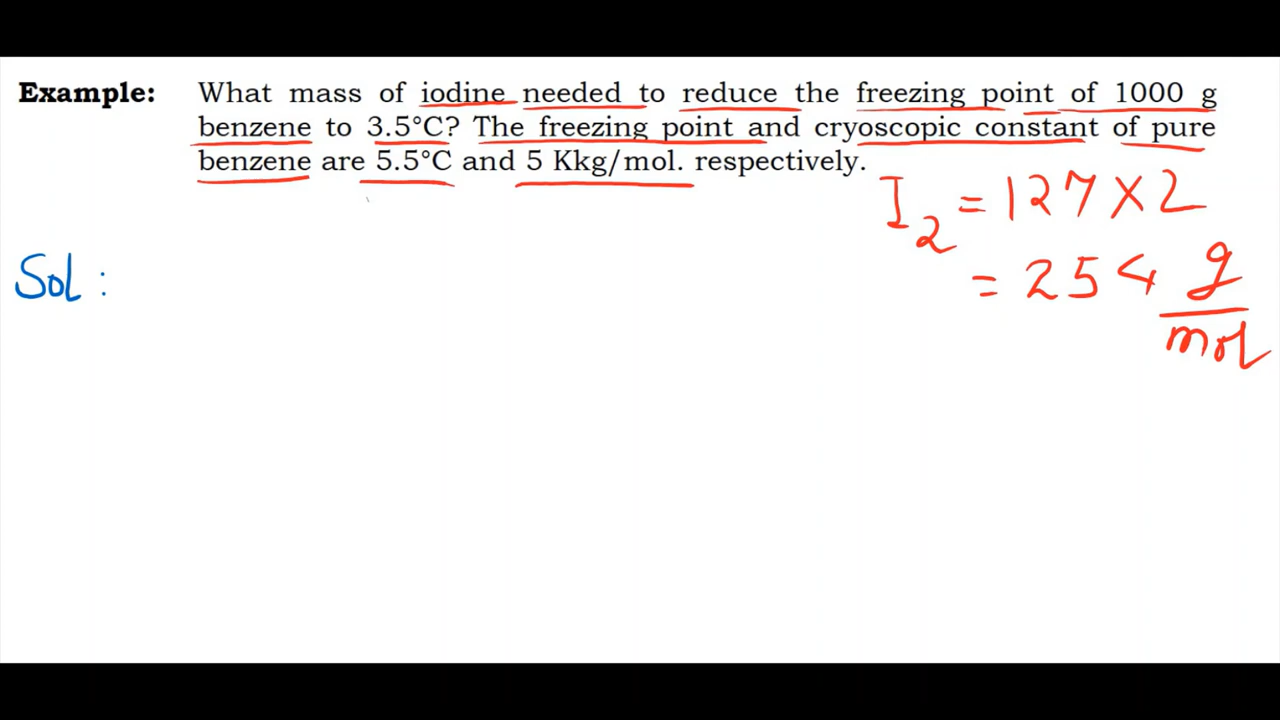 Example: What mass of iodine needed to reduce the freezing point of 1000 g
benzene to 3.5°C? The freezing point and cryoscopic constant of pure
benzene are 5.5°C and 5 Kkg/mol. respectively.
I2 = 127 × 2
= 254 g/mol
Sol :